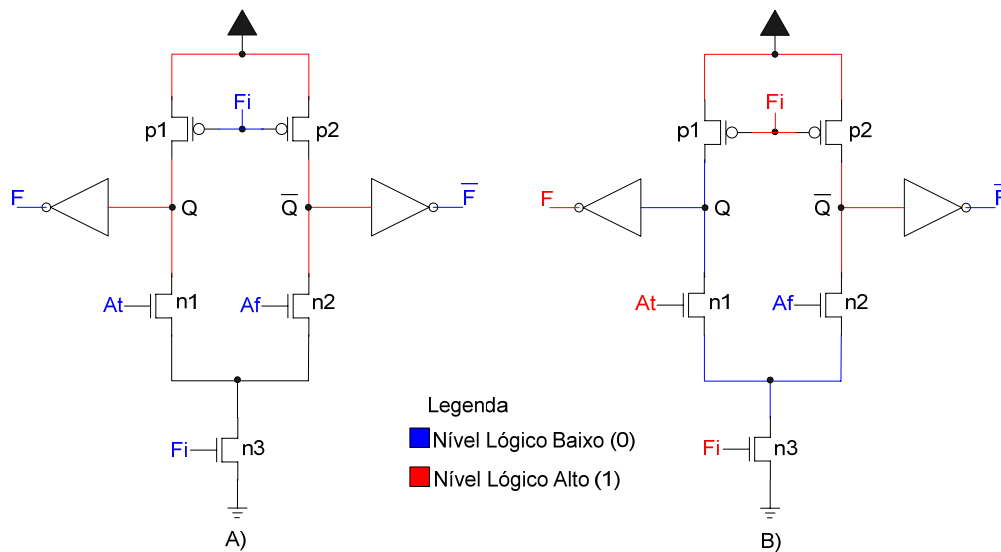 Fi
p1
p2
F
Q
Q̅
F̅
At
n1
Af
n2
Fi
n3
A)
Fi
p1
p2
F
Q
Q̅
F̅
At
n1
Af
n2
Fi
n3
B)
Legenda
Nível Lógico Baixo (0)
Nível Lógico Alto (1)